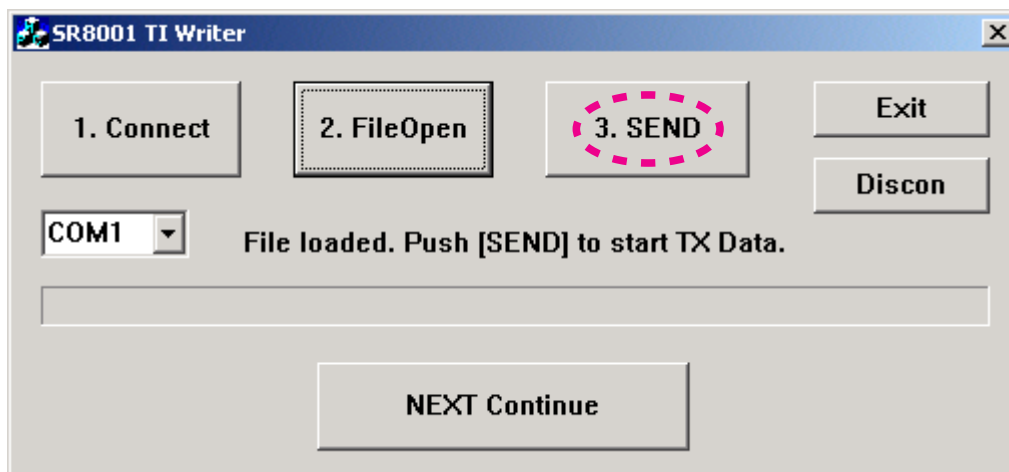 SR8001 TI Writer
1. Connect
2. FileOpen
3. SEND
Exit
Discon
COM1
File loaded. Push [SEND] to start TX Data.
NEXT Continue